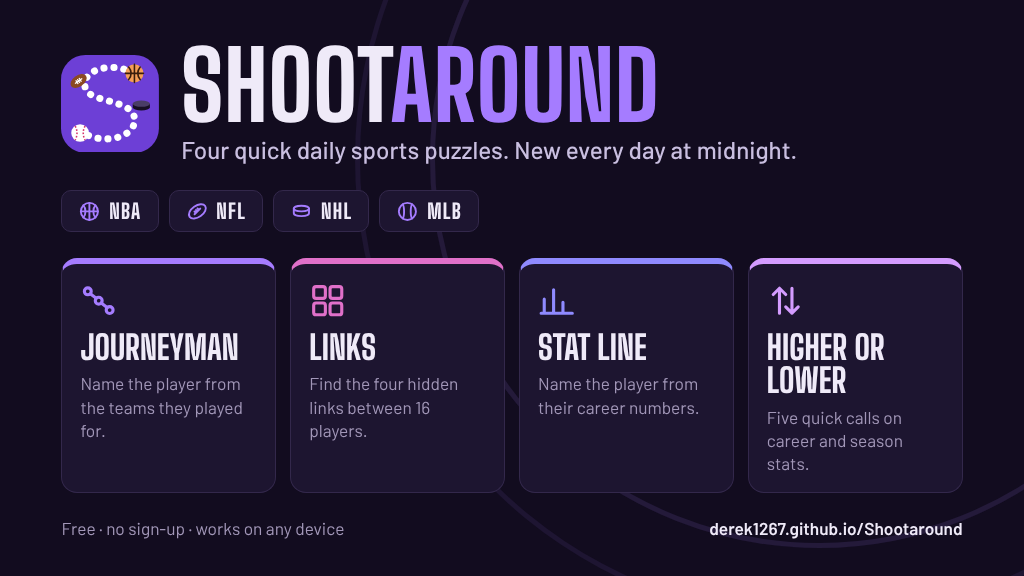 SHOOTAROUND
Four quick daily sports puzzles. New every day at midnight.
NBA
NFL
NHL
MLB
JOURNEYMAN
Name the player from
the teams they played
for.
LINKS
Find the four hidden
links between 16
players.
STAT LINE
Name the player from
their career numbers.
HIGHER OR
LOWER
Five quick calls on
career and season
stats.
Free · no sign-up · works on any device
derek1267.github.io/Shootaround